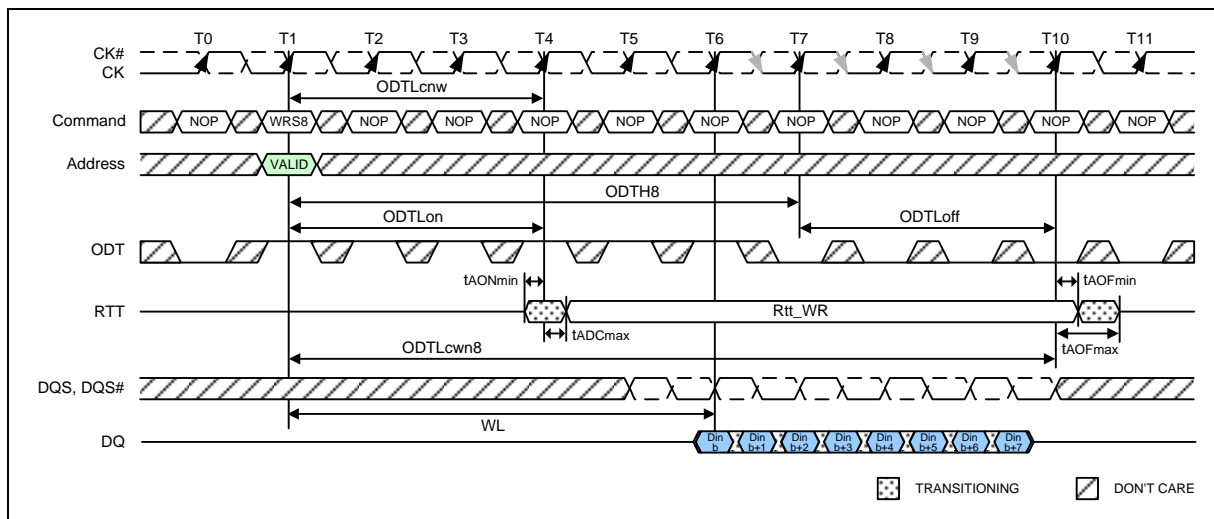 T0 T1 T2 T3 T4 T5 T6 T7 T8 T9 T10 T11
CK#
CK
ODTLcnw
Command NOP WRS8 NOP NOP NOP NOP NOP NOP NOP NOP NOP NOP
Address VALID
ODTH8
ODTLon ODTLoff
ODT
tAONmin tAOFmin
RTT Rtt_WR
tADCmax
ODTLcwn8 tAOFmax
DQS, DQS#
WL
DQ Din b Din b+1 Din b+2 Din b+3 Din b+4 Din b+5 Din b+6 Din b+7
TRANSITIONING DON'T CARE